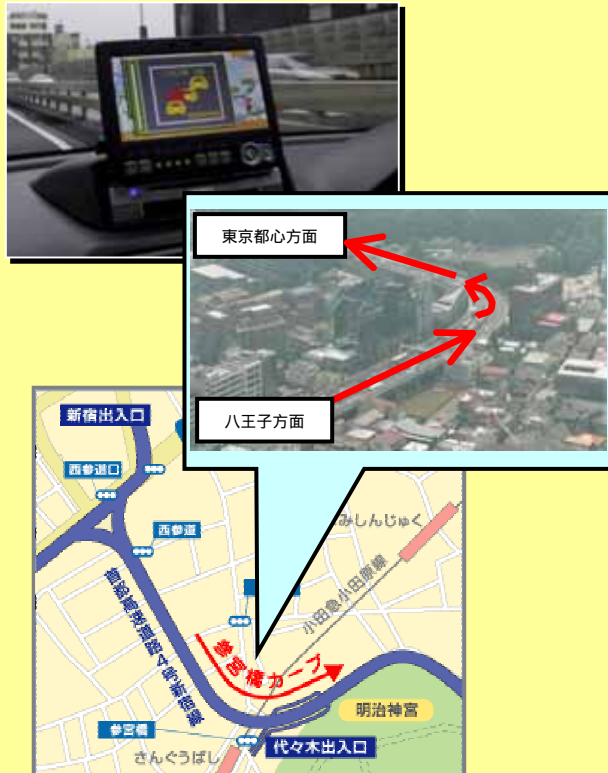 東京都心方面
八王子方面
新宿出入口
西参道口
西参道
みしんじゅく
小田急小田原線
首都高速道路4号新宿線
参宮橋カーブ
明治神宮
参宮橋
代々木出入口
さんぐうばし